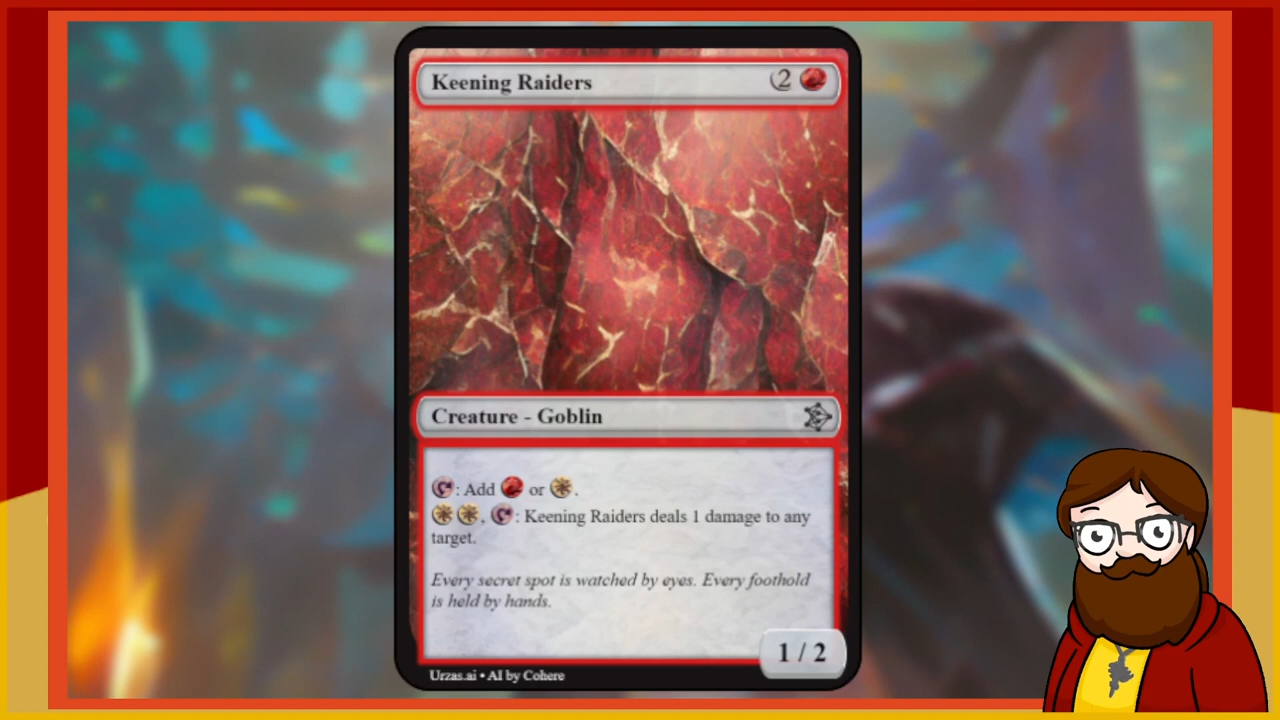 Keening Raiders 2
Creature - Goblin
: Add or .
, : Keening Raiders deals 1 damage to any
target.
Every secret spot is watched by eyes. Every foothold
is held by hands.
1 / 2
Urzas.ai • AI by Cohere